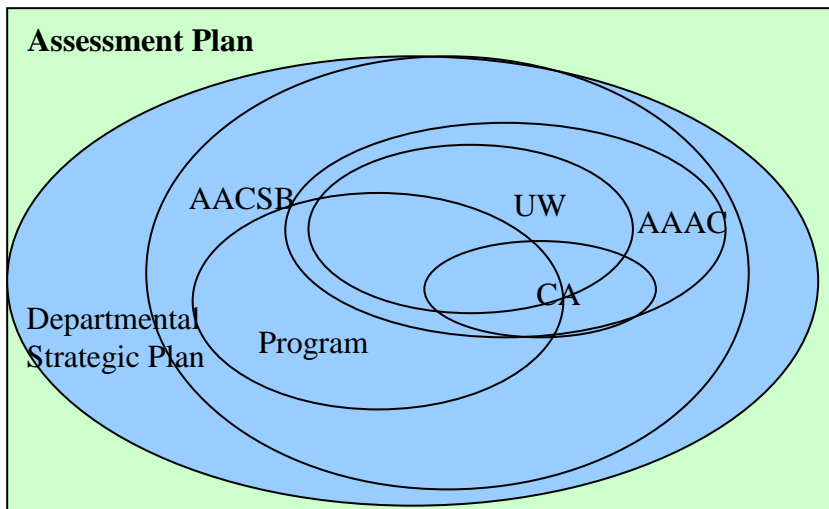 Assessment Plan
AACSB
UW
AAAC
CA
Departmental
Strategic Plan
Program